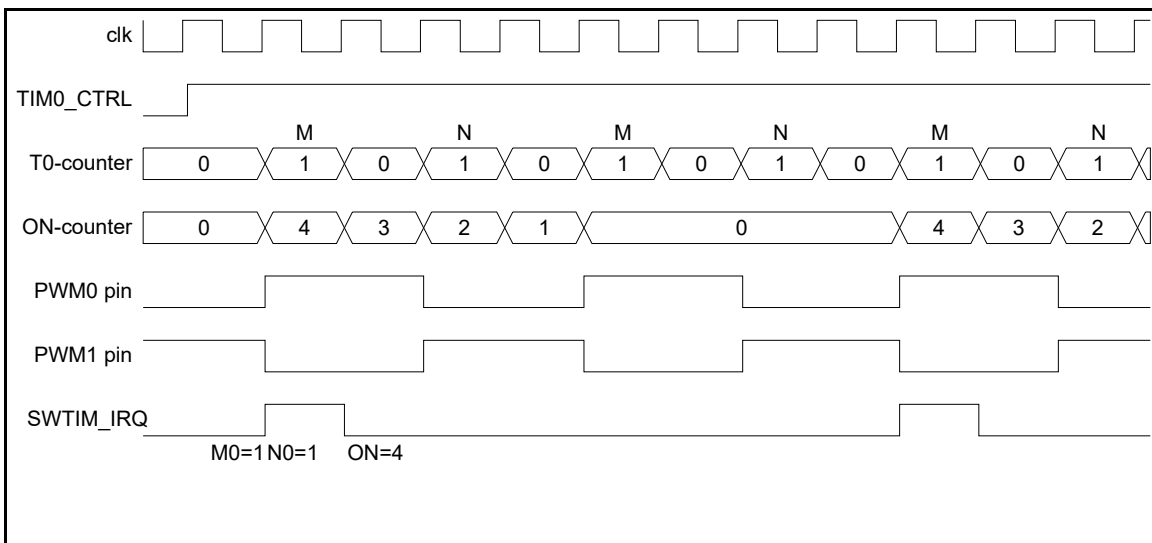 clk
TIM0_CTRL
M N M N M N
T0-counter 0 1 0 1 0 1 0 1 0 1 0 1
ON-counter 0 4 3 2 1 0 4 3 2
PWM0 pin
PWM1 pin
SWTIM_IRQ
M0=1 N0=1 ON=4